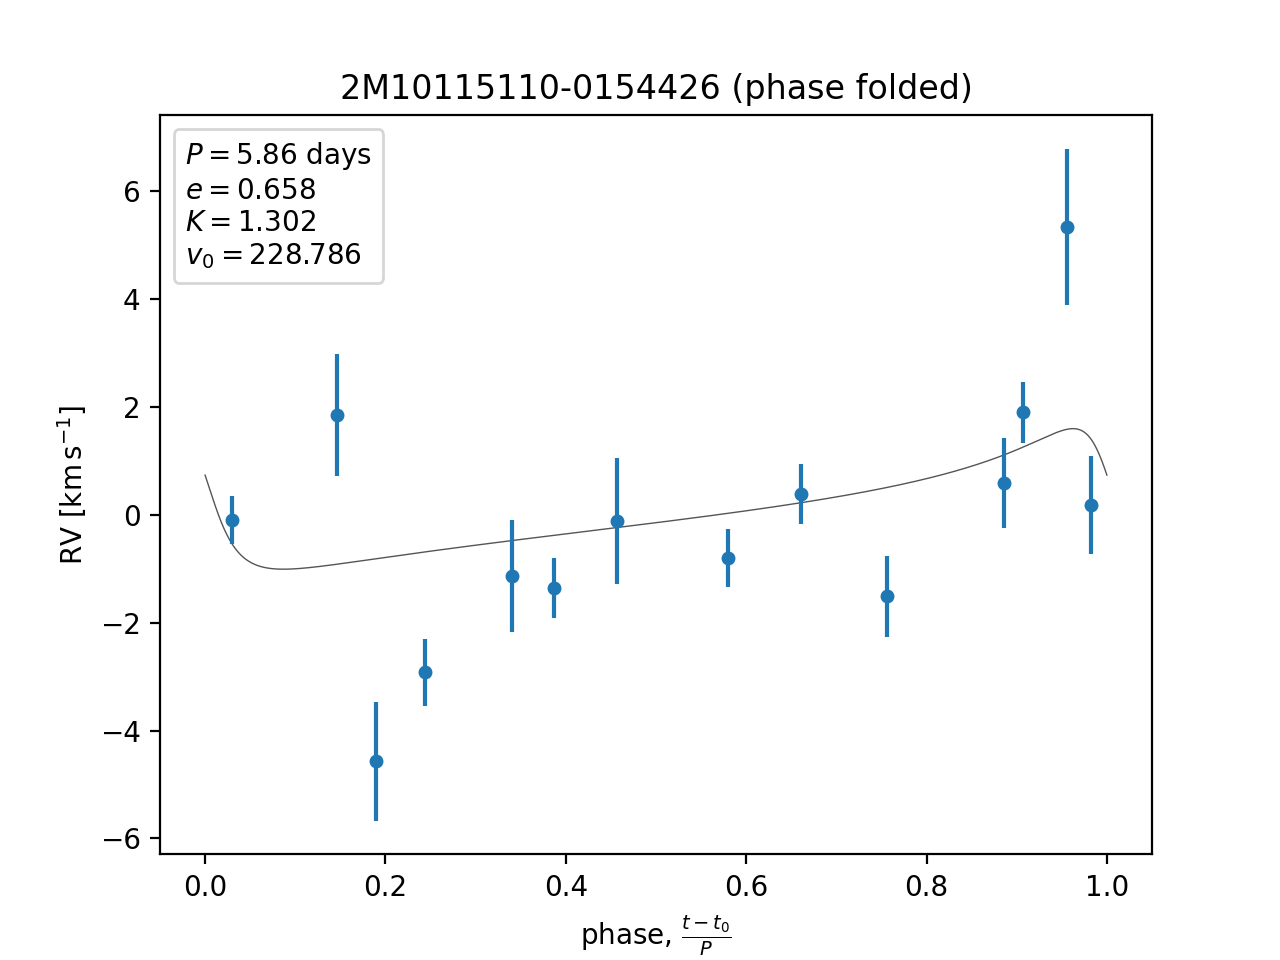 2M10115110-0154426 (phase folded)
P = 5.86 days
e = 0.658
K = 1.302
v₀ = 228.786
6
4
2
0
−2
−4
−6
RV [km s⁻¹]
0.0 0.2 0.4 0.6 0.8 1.0
phase, (t − t₀)/P